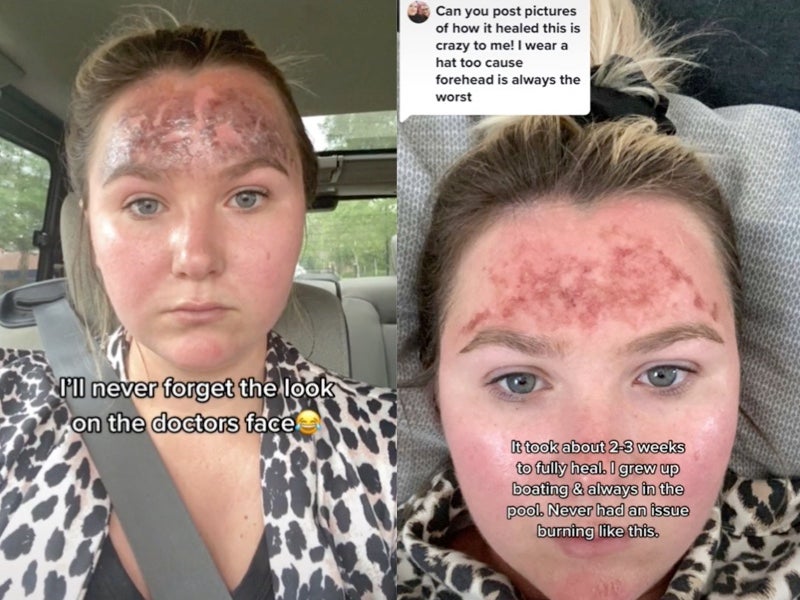 Can you post pictures
of how it healed this is
crazy to me! I wear a
hat too cause
forehead is always the
worst
I'll never forget the look
on the doctors face😂
It took about 2-3 weeks
to fully heal. I grew up
boating & always in the
pool. Never had an issue
burning like this.